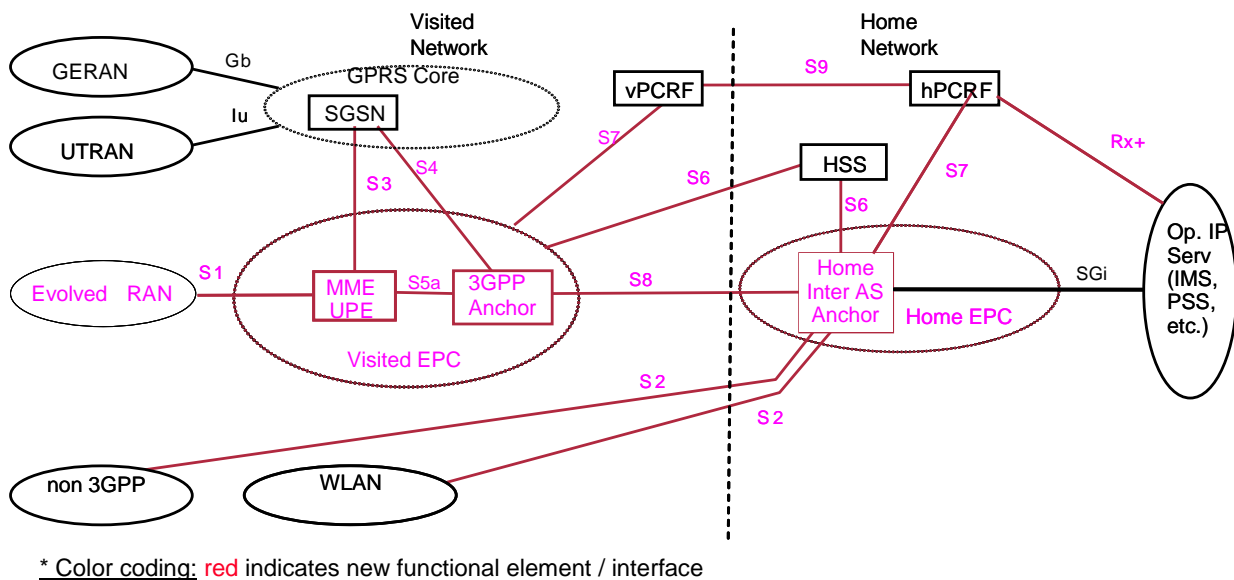 Visited
Network
Home
Network
GERAN
Gb
GPRS Core
SGSN
vPCRF
S9
hPCRF
Iu
UTRAN
S7
Rx+
S3
S4
S6
HSS
S7
S6
Op. IP
Serv
(IMS,
PSS,
etc.)
Evolved RAN
S1
MME
UPE
S5a
3GPP
Anchor
S8
Home
Inter AS
Anchor
Home EPC
SGi
Visited EPC
S2
S2
non 3GPP
WLAN
* Color coding: red indicates new functional element / interface